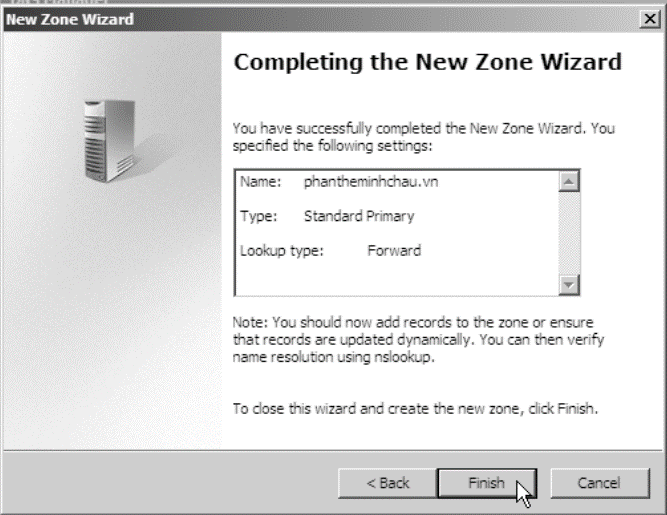 New Zone Wizard
Completing the New Zone Wizard
You have successfully completed the New Zone Wizard. You
specified the following settings:
Name: phantheminhchau.vn
Type: Standard Primary
Lookup type: Forward
Note: You should now add records to the zone or ensure
that records are updated dynamically. You can then verify
name resolution using nslookup.
To close this wizard and create the new zone, click Finish.
< Back Finish Cancel